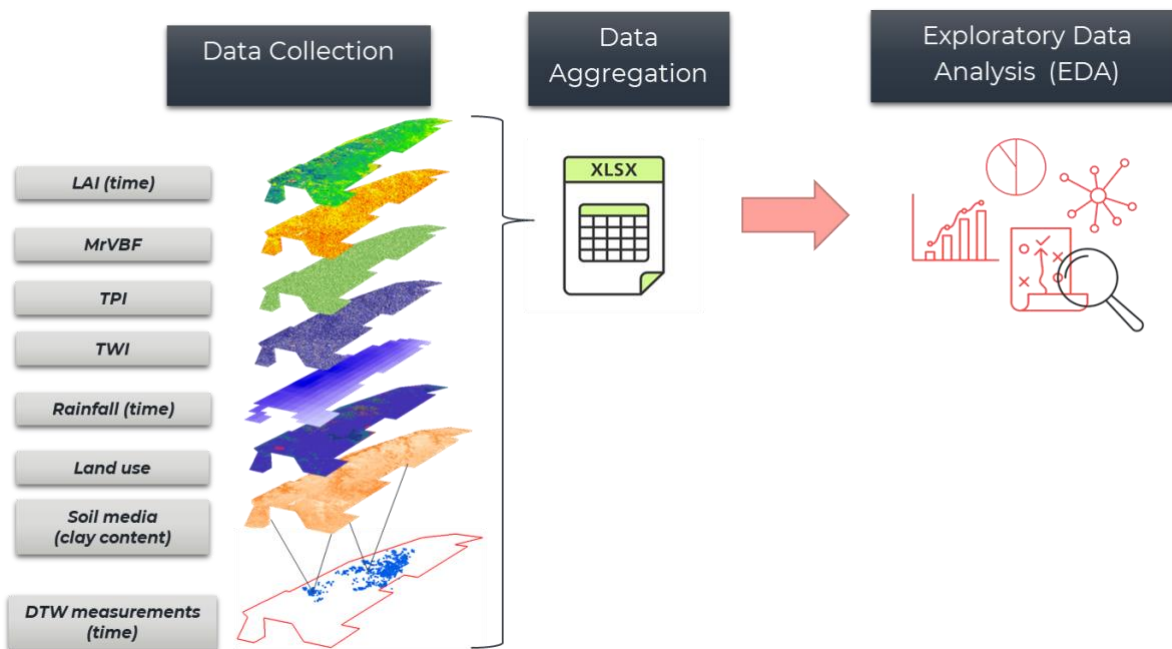 Data Collection
Data
Aggregation
Exploratory Data
Analysis (EDA)
LAI (time)
MrVBF
TPI
TWI
Rainfall (time)
Land use
Soil media
(clay content)
DTW measurements
(time)
XLSX